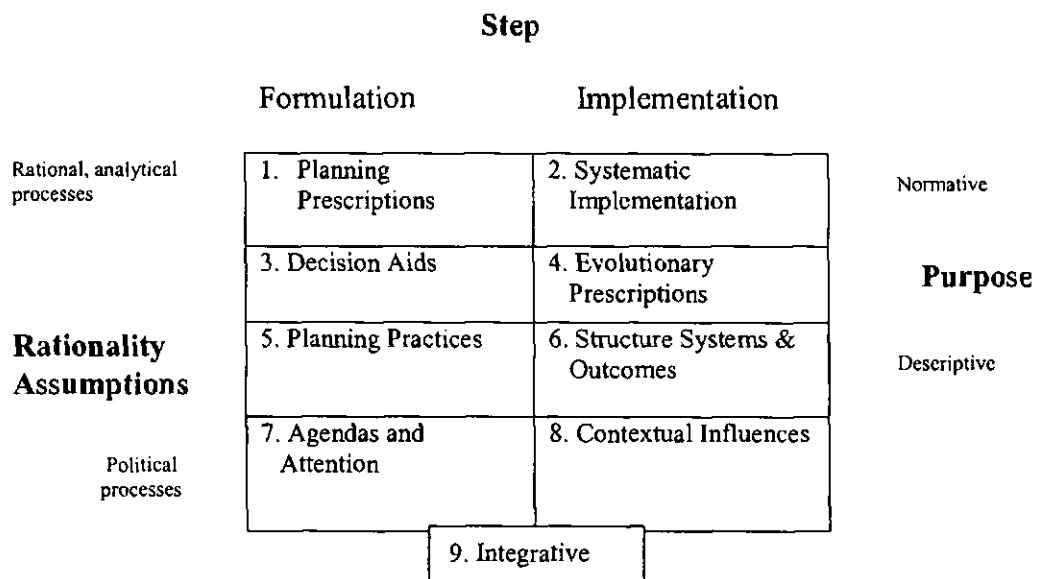 Step
Formulation
Implementation
Rational, analytical
processes
1. Planning
Prescriptions
2. Systematic
Implementation
Normative
3. Decision Aids
4. Evolutionary
Prescriptions
Purpose
Rationality
Assumptions
5. Planning Practices
6. Structure Systems &
Outcomes
Descriptive
Political
processes
7. Agendas and
Attention
8. Contextual Influences
9. Integrative